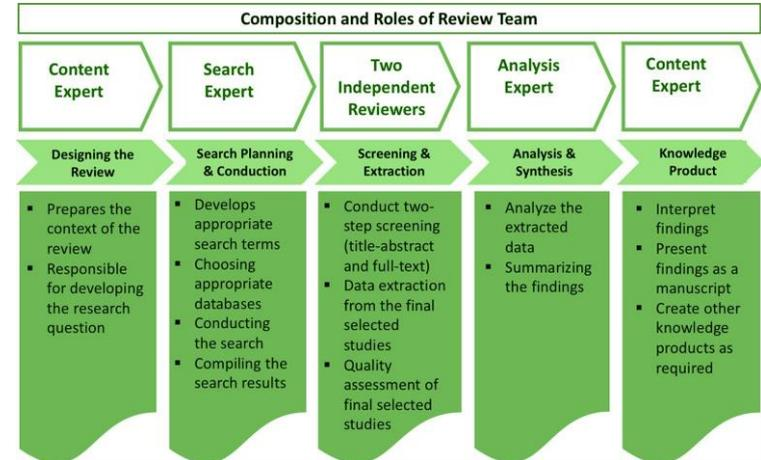 Composition and Roles of Review Team
Content
Expert
Search
Expert
Two
Independent
Reviewers
Analysis
Expert
Content
Expert
Designing the
Review
Search Planning
& Conduction
Screening &
Extraction
Analysis &
Synthesis
Knowledge
Product
▪ Prepares the
context of the
review
▪ Responsible
for developing
the research
question
▪ Develops
appropriate
search terms
▪ Choosing
appropriate
databases
▪ Conducting
the search
▪ Compiling the
search results
▪ Conduct two-
step screening
(title-abstract
and full-text)
▪ Data extraction
from the final
selected
studies
▪ Quality
assessment of
final selected
studies
▪ Analyze the
extracted
data
▪ Summarizing
the findings
▪ Interpret
findings
▪ Present
findings as a
manuscript
▪ Create other
knowledge
products as
required